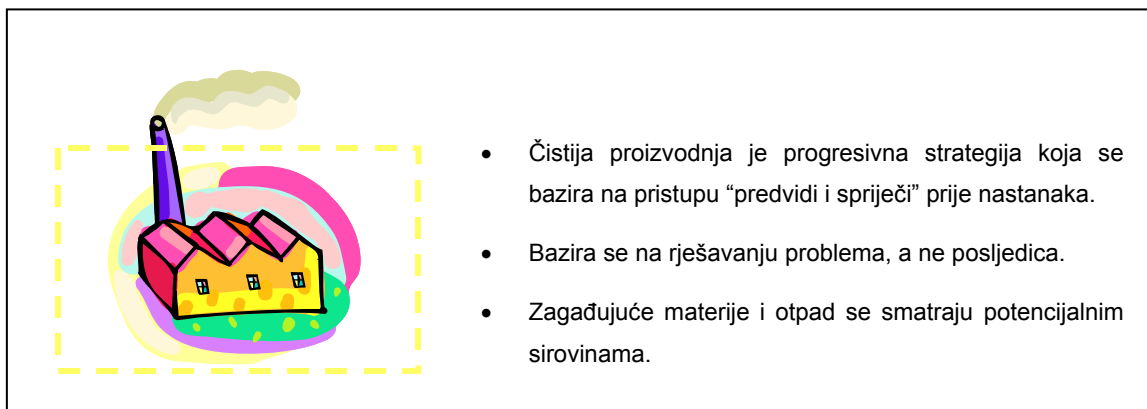 • Čistija proizvodnja je progresivna strategija koja se
bazira na pristupu “predvidi i spriječi” prije nastanaka.
• Bazira se na rješavanju problema, a ne posljedica.
• Zagađujuće materije i otpad se smatraju potencijalnim
sirovinama.